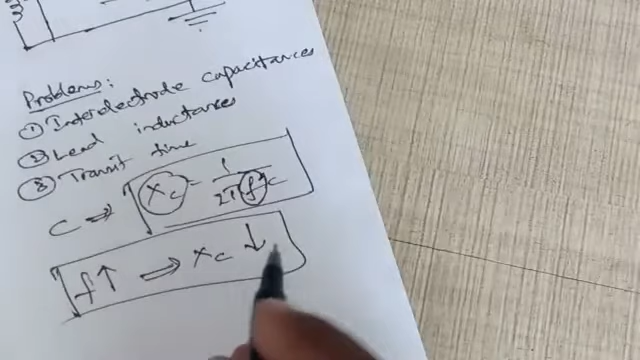 Problems:
① Interelectrode capacitances
② Lead inductances
③ Transit time
C ⇒ Xc = 1/2πfC
f↑ ⇒ Xc ↓